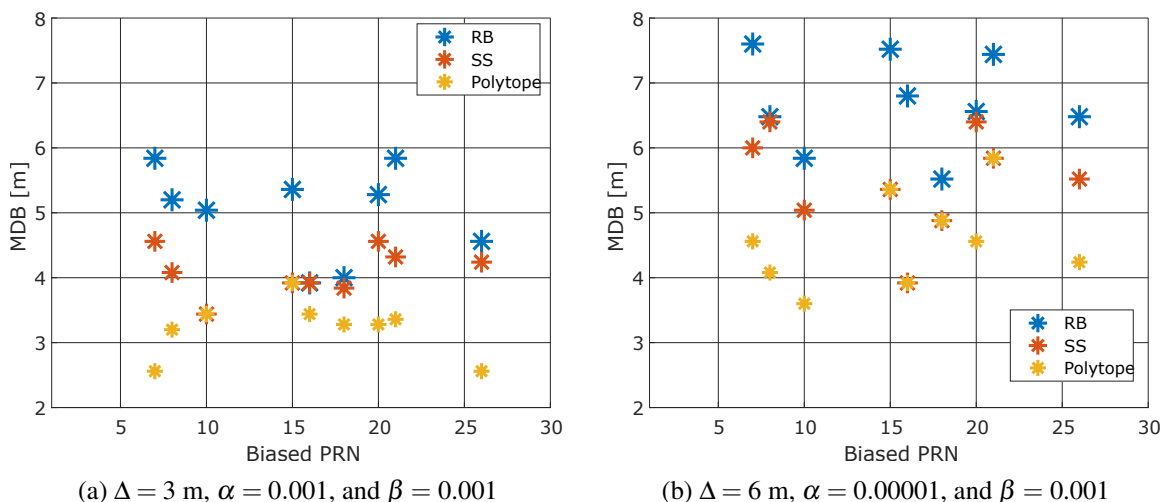 8
7
6
5
4
3
2
MDB [m]
5 10 15 20 25 30
Biased PRN
RB
SS
Polytope
(a) Δ = 3 m, α = 0.001, and β = 0.001
8
7
6
5
4
3
2
MDB [m]
5 10 15 20 25 30
Biased PRN
RB
SS
Polytope
(b) Δ = 6 m, α = 0.00001, and β = 0.001